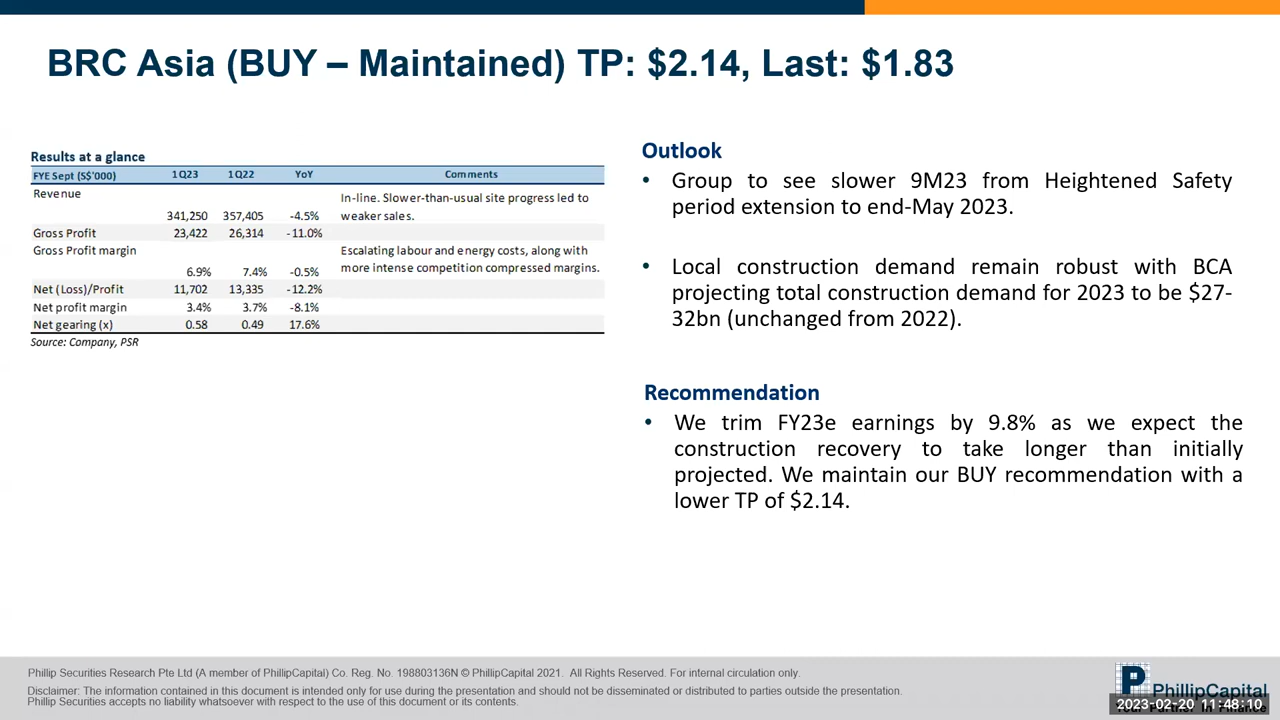 BRC Asia (BUY – Maintained) TP: $2.14, Last: $1.83
Results at a glance
FYE Sept (S$'000) 1Q23 1Q22 YoY Comments
Revenue 341,250 357,405 -4.5% In-line. Slower-than-usual site progress led to
weaker sales.
Gross Profit 23,422 26,314 -11.0%
Gross Profit margin 6.9% 7.4% -0.5% Escalating labour and energy costs, along with
more intense competition compressed margins.
Net (Loss)/Profit 11,702 13,335 -12.2%
Net profit margin 3.4% 3.7% -8.1%
Net gearing (x) 0.58 0.49 17.6%
Source: Company, PSR
Outlook
• Group to see slower 9M23 from Heightened Safety
period extension to end-May 2023.
• Local construction demand remain robust with BCA
projecting total construction demand for 2023 to be $27-
32bn (unchanged from 2022).
Recommendation
• We trim FY23e earnings by 9.8% as we expect the
construction recovery to take longer than initially
projected. We maintain our BUY recommendation with a
lower TP of $2.14.
Phillip Securities Research Pte Ltd (A member of PhillipCapital) Co. Reg. No. 198803136N © PhillipCapital 2021. All Rights Reserved. For internal circulation only.
Disclaimer: The information contained in this document is intended only for use during the presentation and should not be disseminated or distributed to parties outside the presentation.
Phillip Securities accepts no liability whatsoever with respect to the use of this document or its contents.
PhillipCapital
2023-02-20 11:48:10